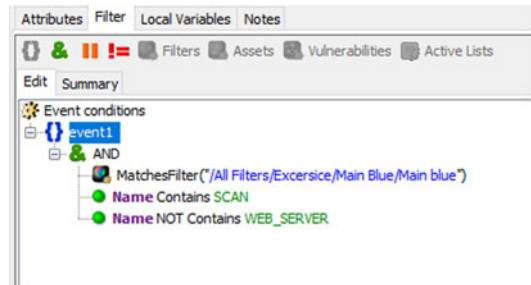 Attributes Filter Local Variables Notes
{} & || != Filters Assets Vulnerabilities Active Lists
Edit Summary
Event conditions
{} event1
& AND
MatchesFilter("/All Filters/Excersice/Main Blue/Main blue")
Name Contains SCAN
Name NOT Contains WEB_SERVER